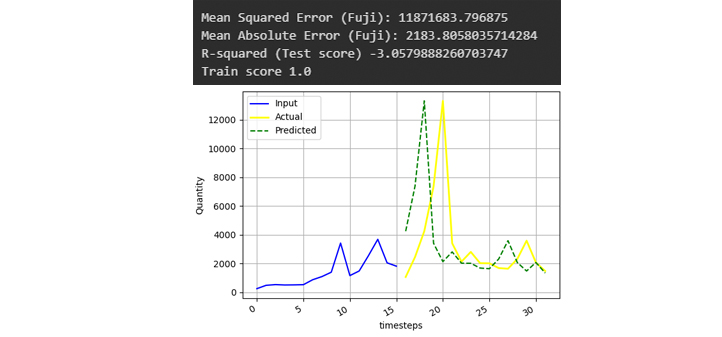 Mean Squared Error (Fuji): 11871683.796875
Mean Absolute Error (Fuji): 2183.8058035714284
R-squared (Test score) -3.0579888260703747
Train score 1.0
Input
Actual
Predicted
12000
10000
8000
6000
4000
2000
0
Quantity
0 5 10 15 20 25 30
timesteps